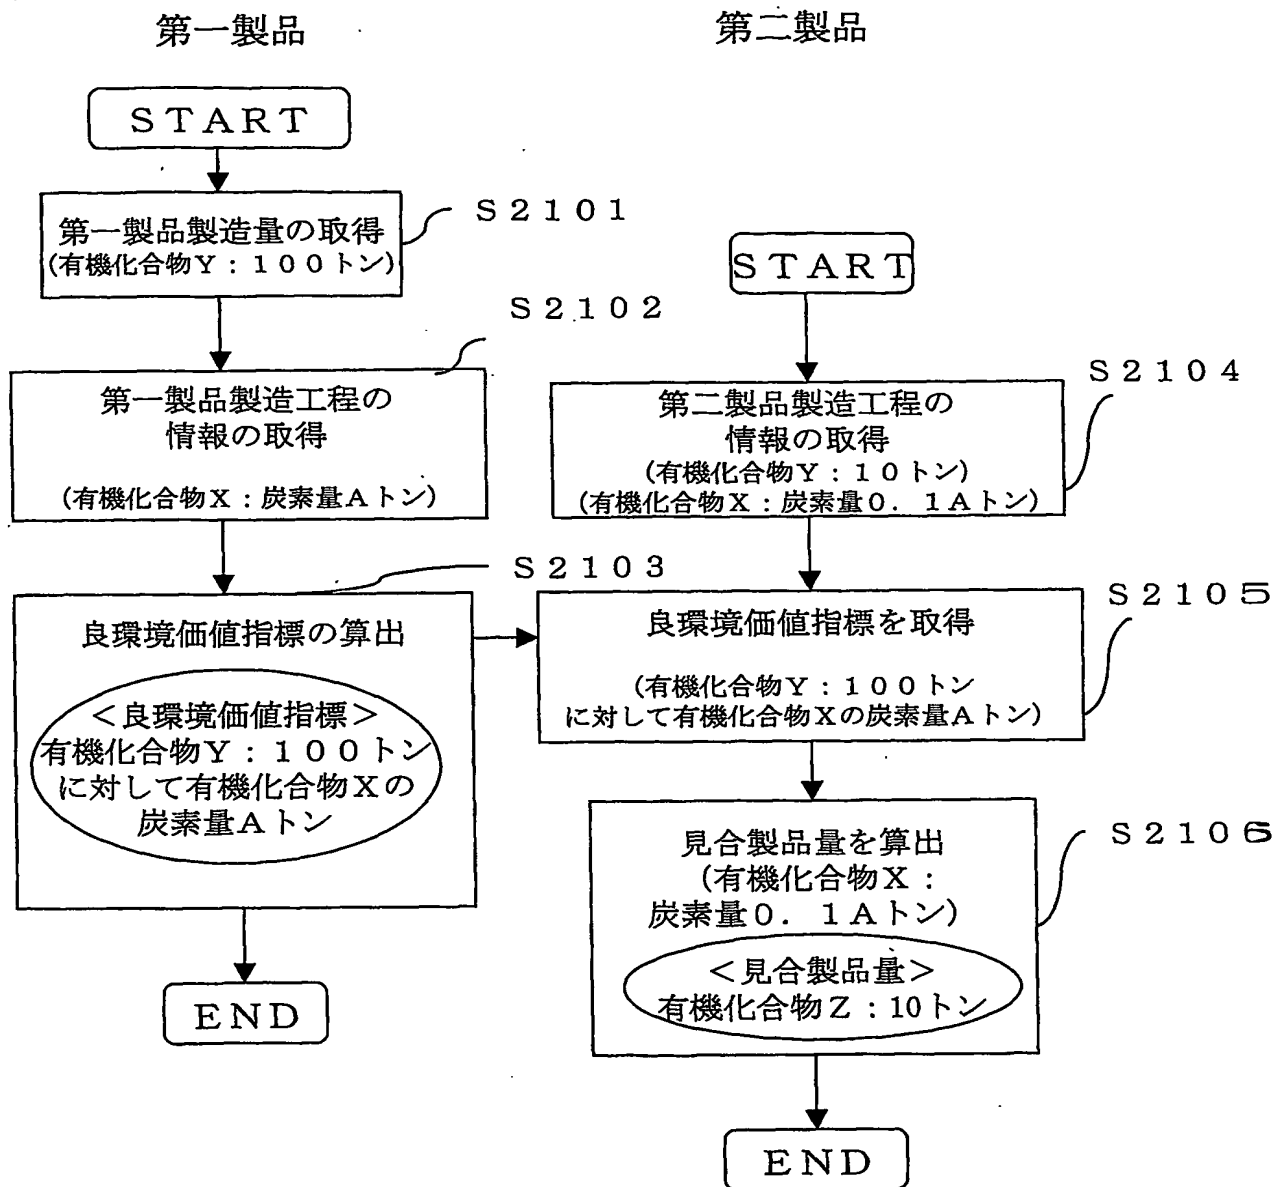 第一製品
第二製品
ＳＴＡＲＴ
第一製品製造量の取得
(有機化合物Ｙ：１００トン)
Ｓ２１０１
Ｓ２１０２
第一製品製造工程の
情報の取得
(有機化合物Ｘ：炭素量Ａトン)
Ｓ２１０３
良環境価値指標の算出
＜良環境価値指標＞
有機化合物Ｙ：１００トン
に対して有機化合物Ｘの
炭素量Ａトン
ＥＮＤ
ＳＴＡＲＴ
Ｓ２１０４
第二製品製造工程の
情報の取得
(有機化合物Ｙ：10トン)
(有機化合物Ｘ：炭素量０．１Ａトン)
Ｓ２１０５
良環境価値指標を取得
(有機化合物Ｙ：１００トン
に対して有機化合物Ｘの炭素量Ａトン)
Ｓ２１０６
見合製品量を算出
（有機化合物Ｘ：
炭素量０．１Ａトン）
＜見合製品量＞
有機化合物Ｚ：10トン
ＥＮＤ